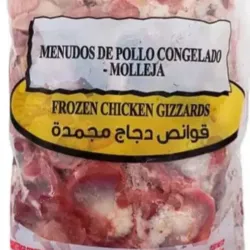 MENUDOS DE POLLO CONGELADO
- MOLLEJA
FROZEN CHICKEN GIZZARDS
قوانص دجاج مجمدة